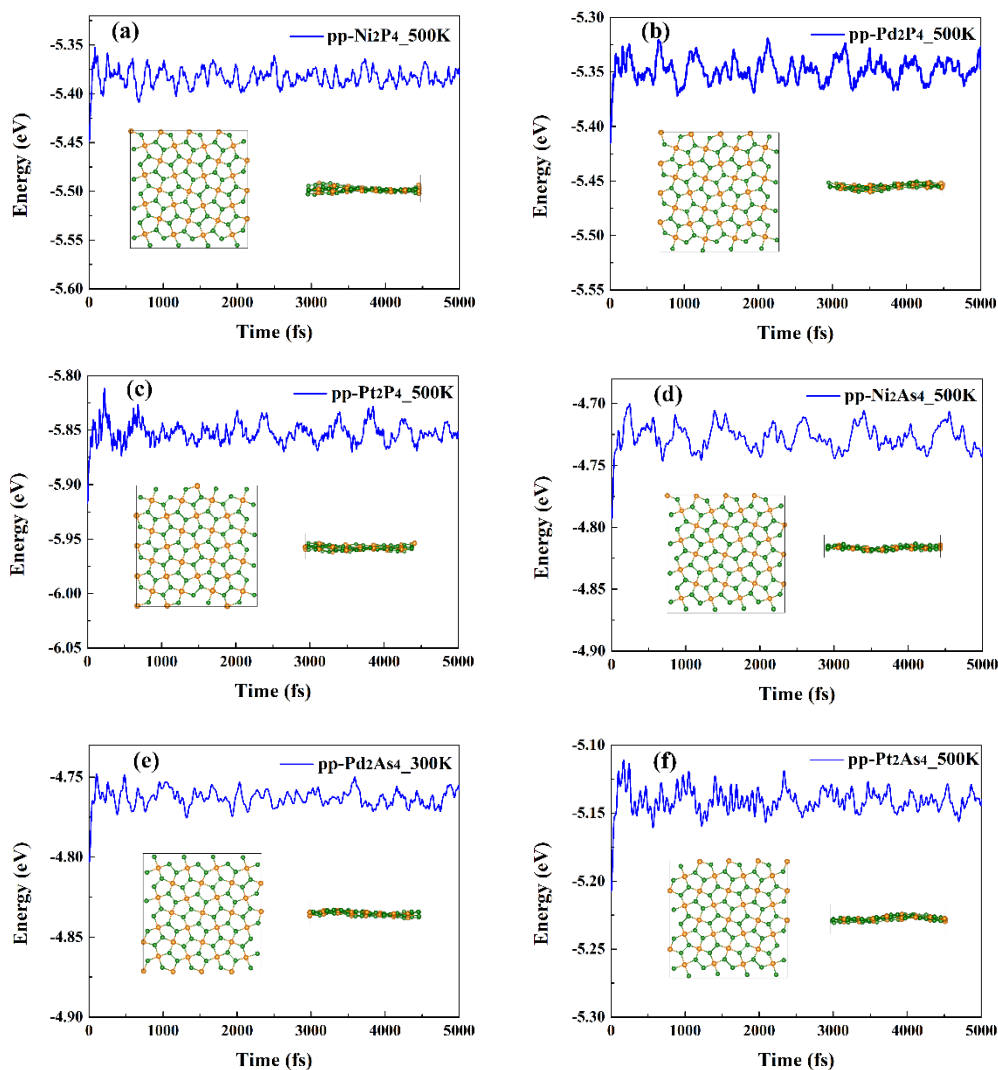 (a)
pp-Ni2P4_500K
Energy (eV)
-5.35
-5.40
-5.45
-5.50
-5.55
-5.60
0 1000 2000 3000 4000 5000
Time (fs)
(b)
pp-Pd2P4_500K
Energy (eV)
-5.30
-5.35
-5.40
-5.45
-5.50
-5.55
0 1000 2000 3000 4000 5000
Time (fs)
(c)
pp-Pt2P4_500K
Energy (eV)
-5.80
-5.85
-5.90
-5.95
-6.00
-6.05
0 1000 2000 3000 4000 5000
Time (fs)
(d)
pp-Ni2As4_500K
Energy (eV)
-4.70
-4.75
-4.80
-4.85
-4.90
0 1000 2000 3000 4000 5000
Time (fs)
(e)
pp-Pd2As4_300K
Energy (eV)
-4.75
-4.80
-4.85
-4.90
0 1000 2000 3000 4000 5000
Time (fs)
(f)
pp-Pt2As4_500K
Energy (eV)
-5.10
-5.15
-5.20
-5.25
-5.30
0 1000 2000 3000 4000 5000
Time (fs)